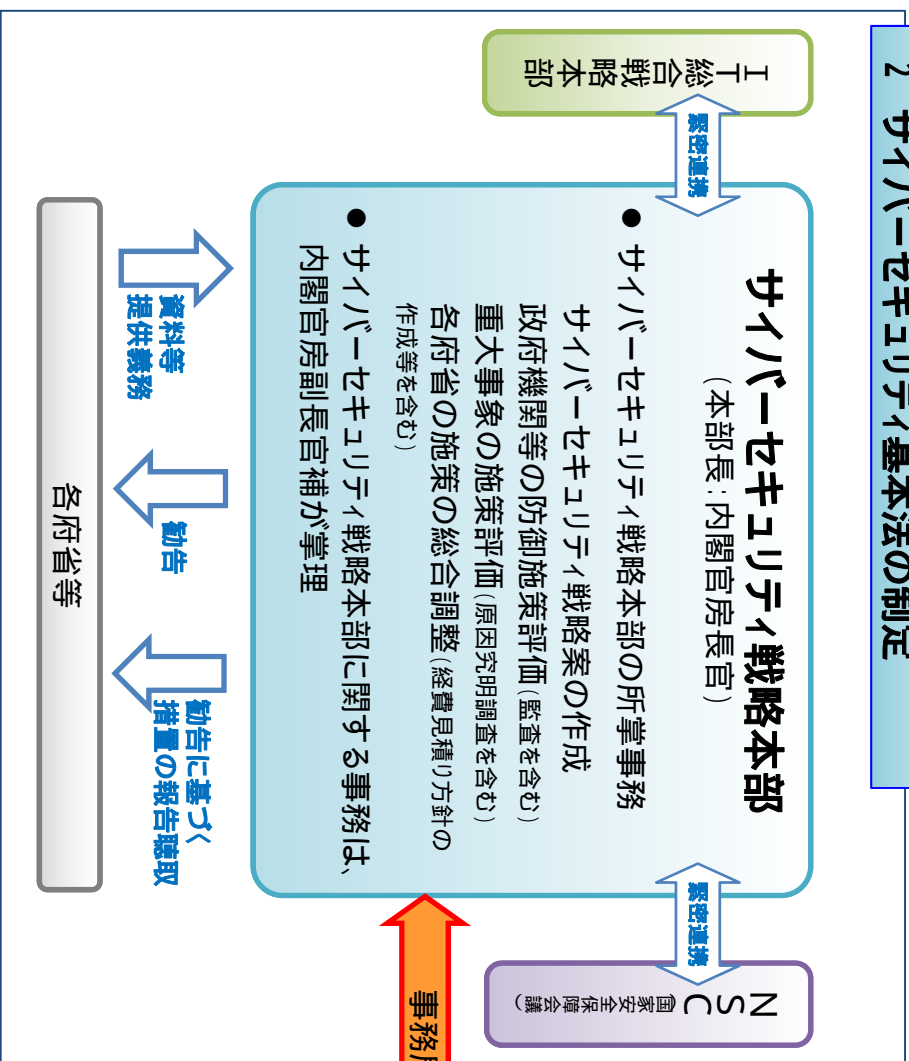 ２ サイバーセキュリティ基本法の制定
サイバーセキュリティ戦略本部
（本部長：内閣官房長官）
● サイバーセキュリティ戦略本部の所掌事務
サイバーセキュリティ戦略案の作成
政府機関等の防御施策評価（監査を含む）
重大事象の施策評価（原因究明調査を含む）
各府省の施策の総合調整（経費見積り方針の
作成等を含む）
● サイバーセキュリティ戦略本部に関する事務は、
内閣官房副長官補が掌理
ＩＴ総合戦略本部
緊密連携
緊密連携
ＮＳＣ（国家安全保障会議）
事務
資料等
提供義務
勧告
勧告に基づく
措置の報告聴取
各府省等